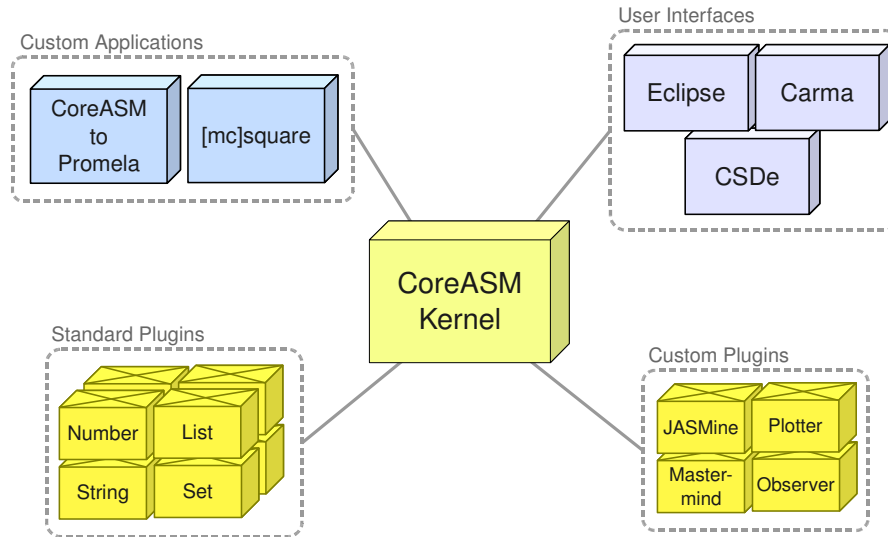 Custom Applications
CoreASM
to
Promela
[mc]square
User Interfaces
Eclipse
Carma
CSDe
CoreASM
Kernel
Standard Plugins
Number
List
String
Set
Custom Plugins
JASMine
Plotter
Master-
mind
Observer